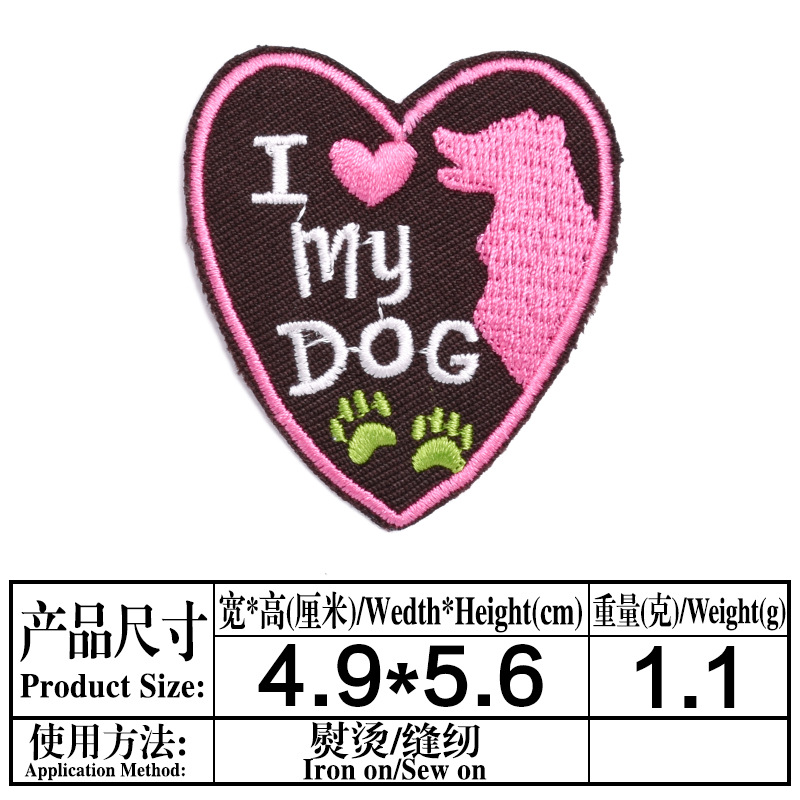 I
My
D-O-G
产品尺寸
Product Size:
宽*高(厘米)/Wedth*Height(cm)
重量(克)/Weight(g)
4.9*5.6
1.1
使用方法:
Application Method:
熨烫/缝纫
Iron on/Sew on